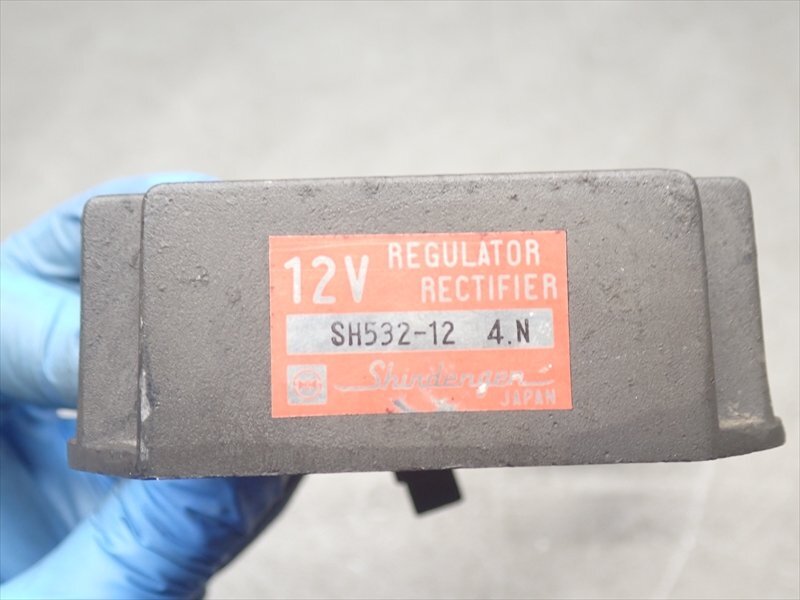 12V REGULATOR
RECTIFIER
SH532-12 4.N
Shindengen
JAPAN